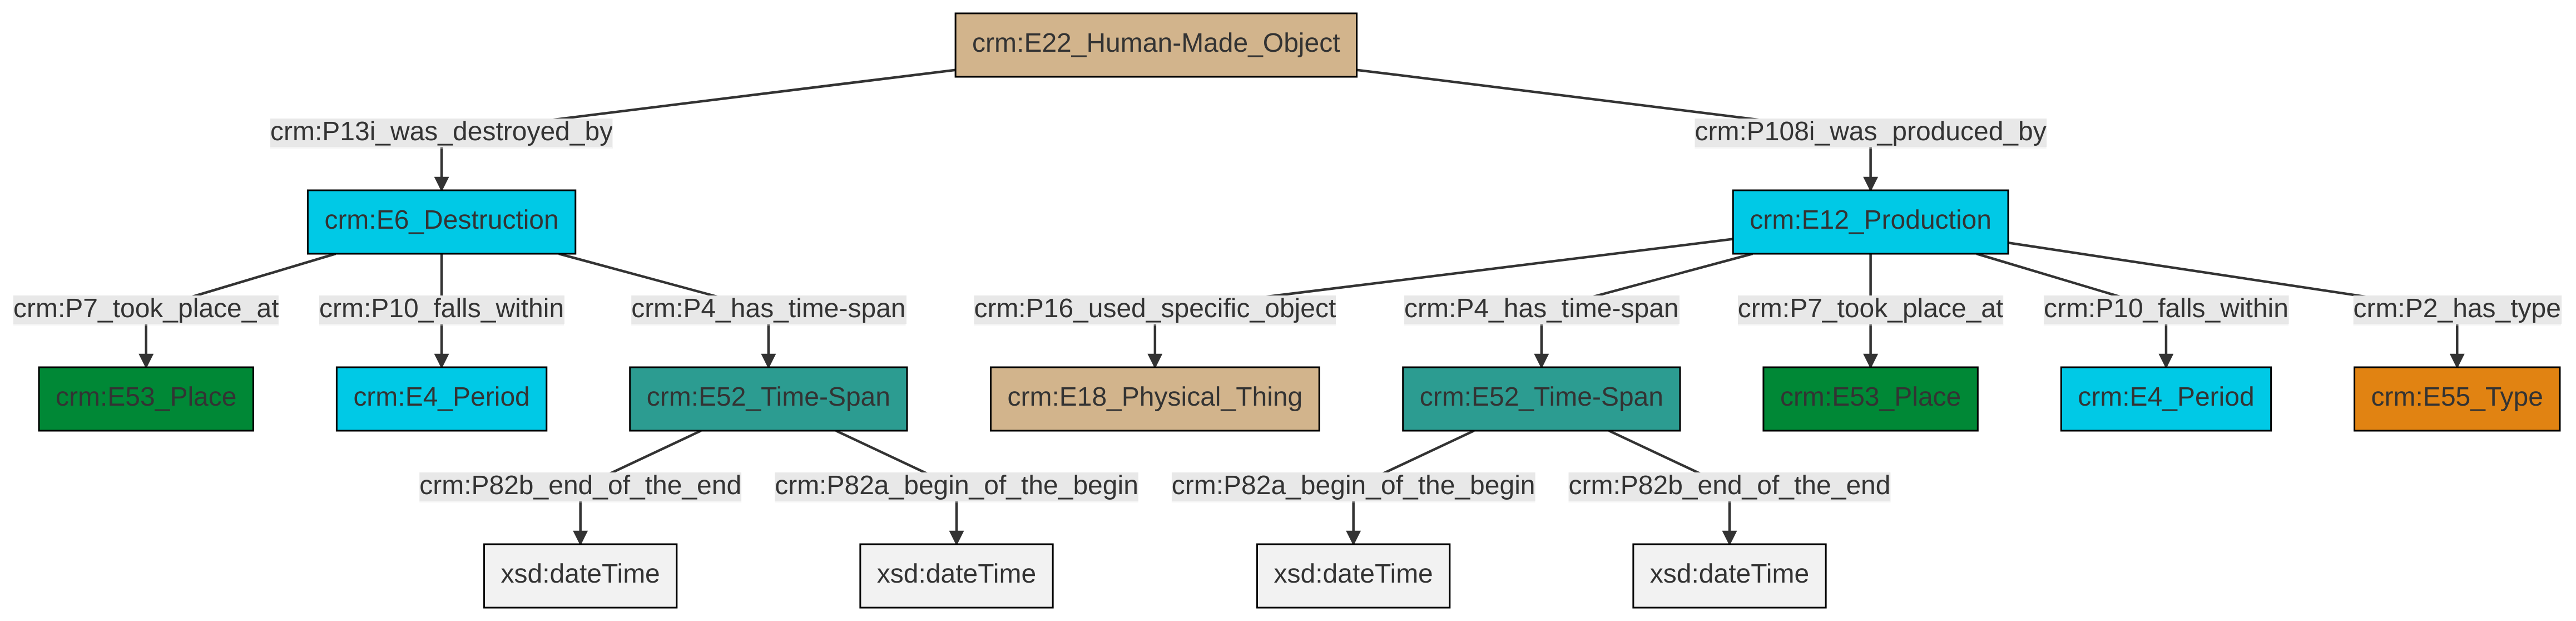 crm:E22_Human-Made_Object
crm:P13i_was_destroyed_by
crm:P108i_was_produced_by
crm:E6_Destruction
crm:E12_Production
crm:P7_took_place_at
crm:P10_falls_within
crm:P4_has_time-span
crm:P16_used_specific_object
crm:P4_has_time-span
crm:P7_took_place_at
crm:P10_falls_within
crm:P2_has_type
crm:E53_Place
crm:E4_Period
crm:E52_Time-Span
crm:E18_Physical_Thing
crm:E52_Time-Span
crm:E53_Place
crm:E4_Period
crm:E55_Type
crm:P82b_end_of_the_end
crm:P82a_begin_of_the_begin
crm:P82a_begin_of_the_begin
crm:P82b_end_of_the_end
xsd:dateTime
xsd:dateTime
xsd:dateTime
xsd:dateTime